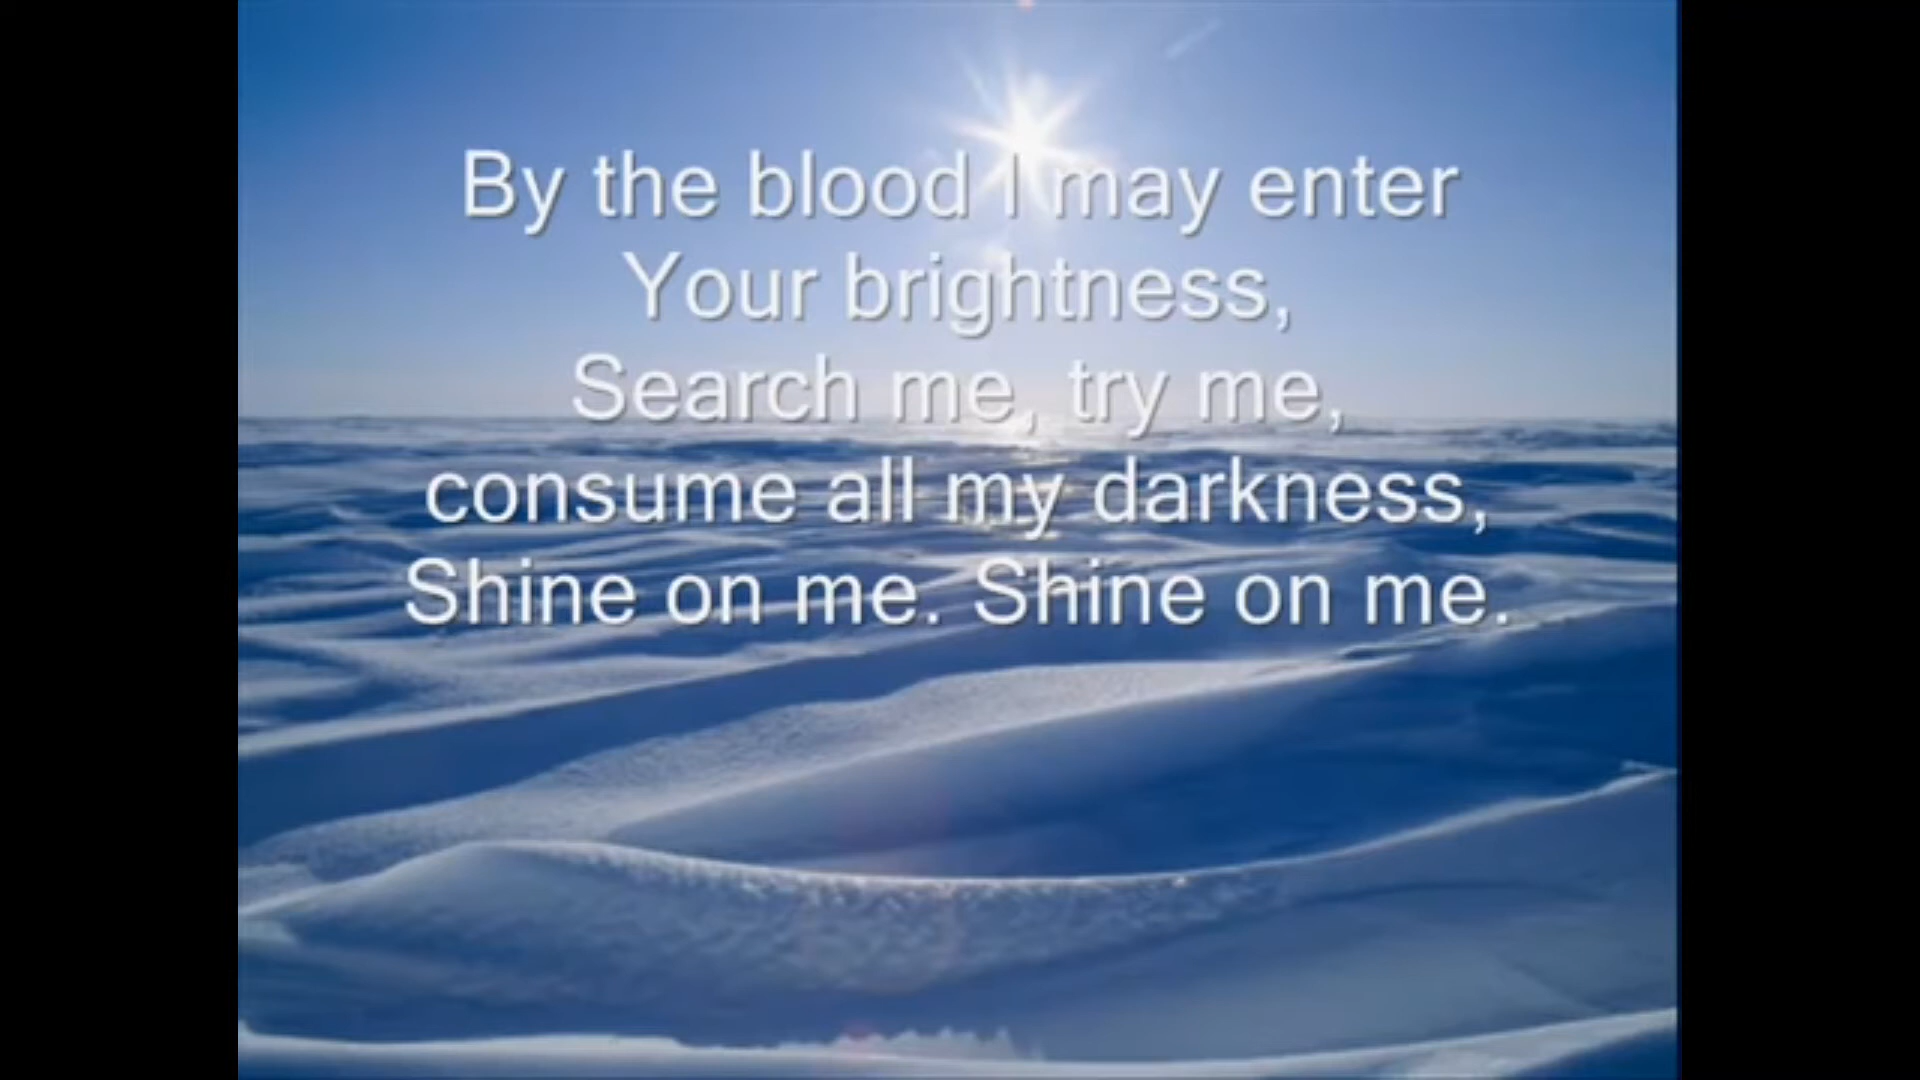 By the blood I may enter
Your brightness,
Search me, try me,
consume all my darkness,
Shine on me. Shine on me.